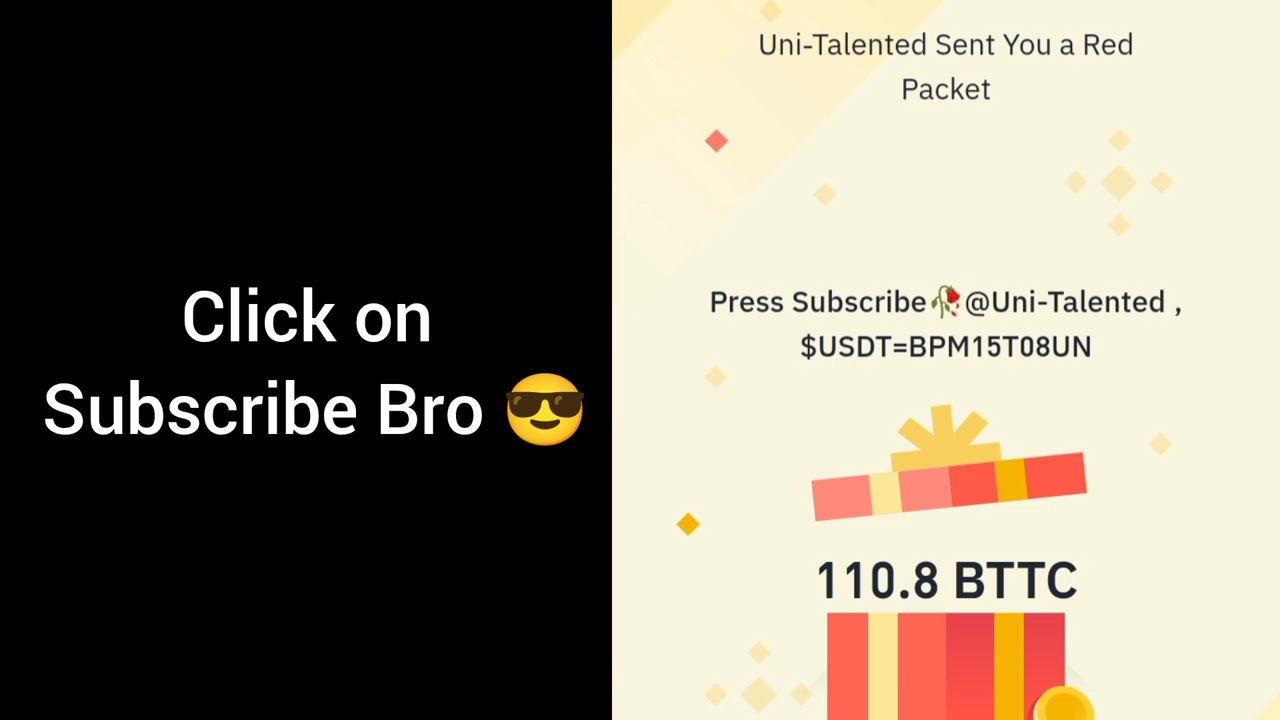 Click on
Subscribe Bro 😎
Uni-Talented Sent You a Red
Packet
Press Subscribe🥀@Uni-Talented ,
$USDT=BPM15T08UN
110.8 BTTC